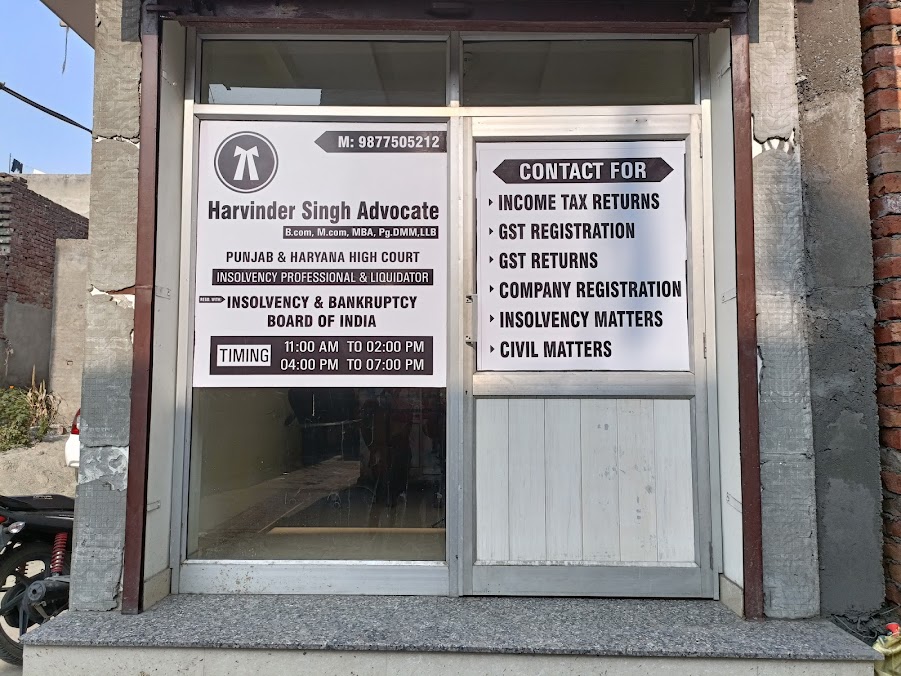 M: 9877505212
Harvinder Singh Advocate
B.com, M.com, MBA, Pg.DMM,LLB
PUNJAB & HARYANA HIGH COURT
INSOLVENCY PROFESSIONAL & LIQUIDATOR
REGD. WITH: INSOLVENCY & BANKRUPTCY
BOARD OF INDIA
TIMING
11:00 AM TO 02:00 PM
04:00 PM TO 07:00 PM
CONTACT FOR
INCOME TAX RETURNS
GST REGISTRATION
GST RETURNS
COMPANY REGISTRATION
INSOLVENCY MATTERS
CIVIL MATTERS